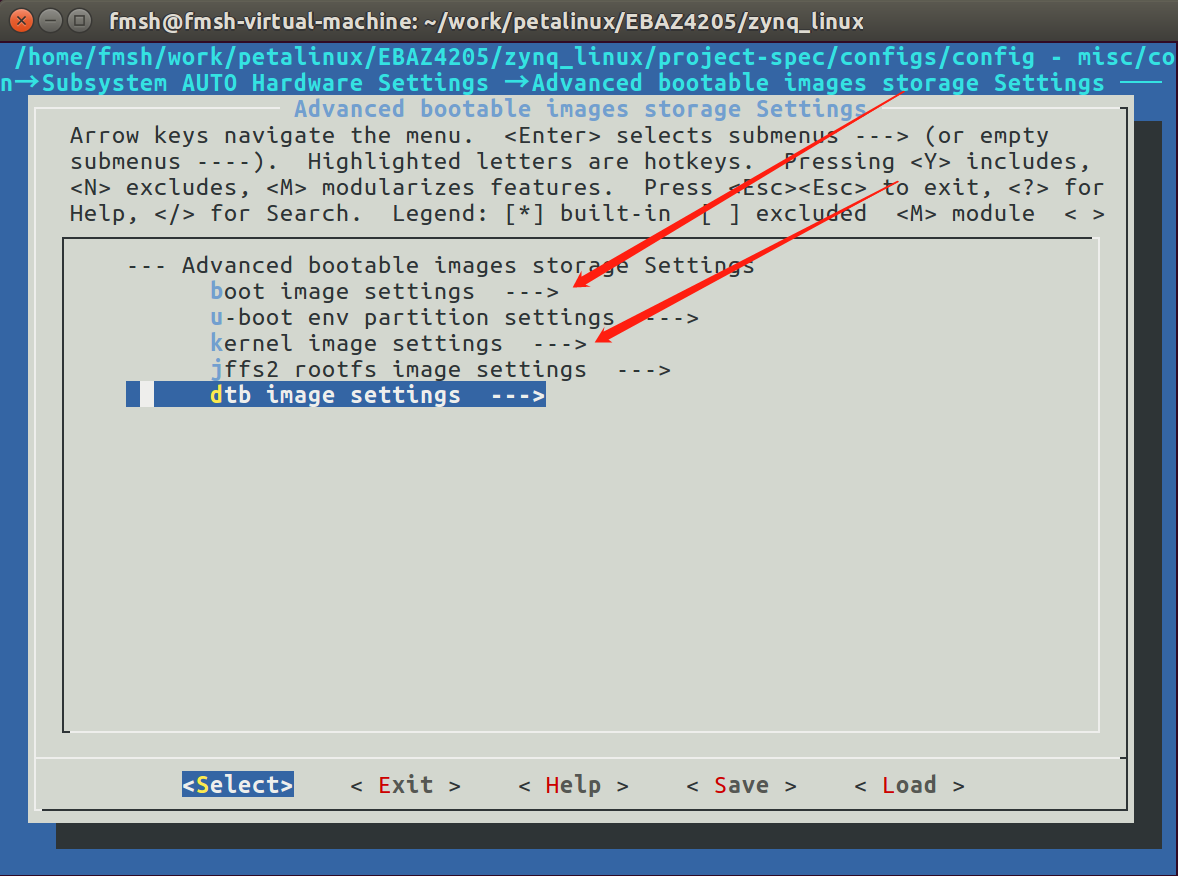 fmsh@fmsh-virtual-machine: ~/work/petalinux/EBAZ4205/zynq_linux
/home/fmsh/work/petalinux/EBAZ4205/zynq_linux/project-spec/configs/config - misc/co
n→Subsystem AUTO Hardware Settings →Advanced bootable images storage Settings
Advanced bootable images storage Settings
Arrow keys navigate the menu.  <Enter> selects submenus ---> (or empty
submenus ----).  Highlighted letters are hotkeys.  Pressing <Y> includes,
<N> excludes, <M> modularizes features.  Press <Esc><Esc> to exit, <?> for
Help, </> for Search.  Legend: [*] built-in  [ ] excluded  <M> module  < >
--- Advanced bootable images storage Settings
boot image settings  --->
u-boot env partition settings  --->
kernel image settings  --->
jffs2 rootfs image settings  --->
dtb image settings  --->
<Select>    < Exit >    < Help >    < Save >    < Load >